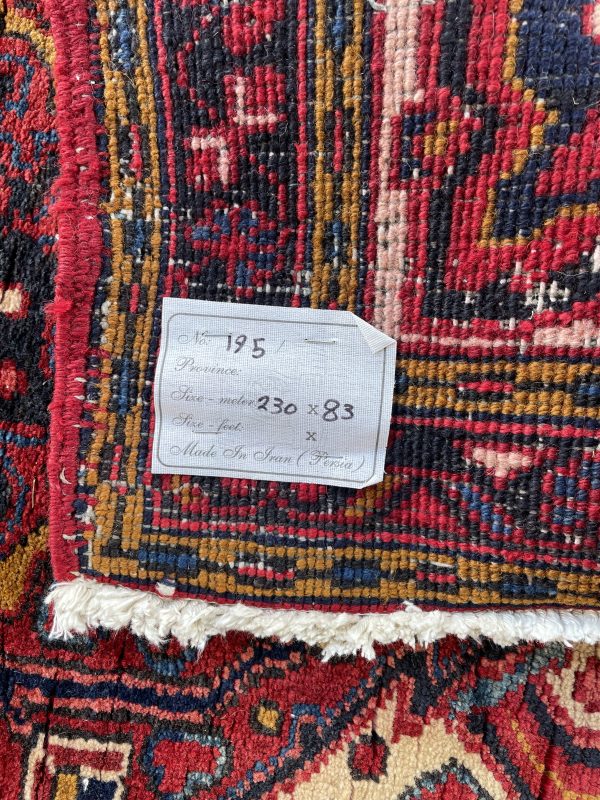 No: 195 /
Province:
Size - meter 230 x 83
Size - feet: x
Made In Iran ( Persia )